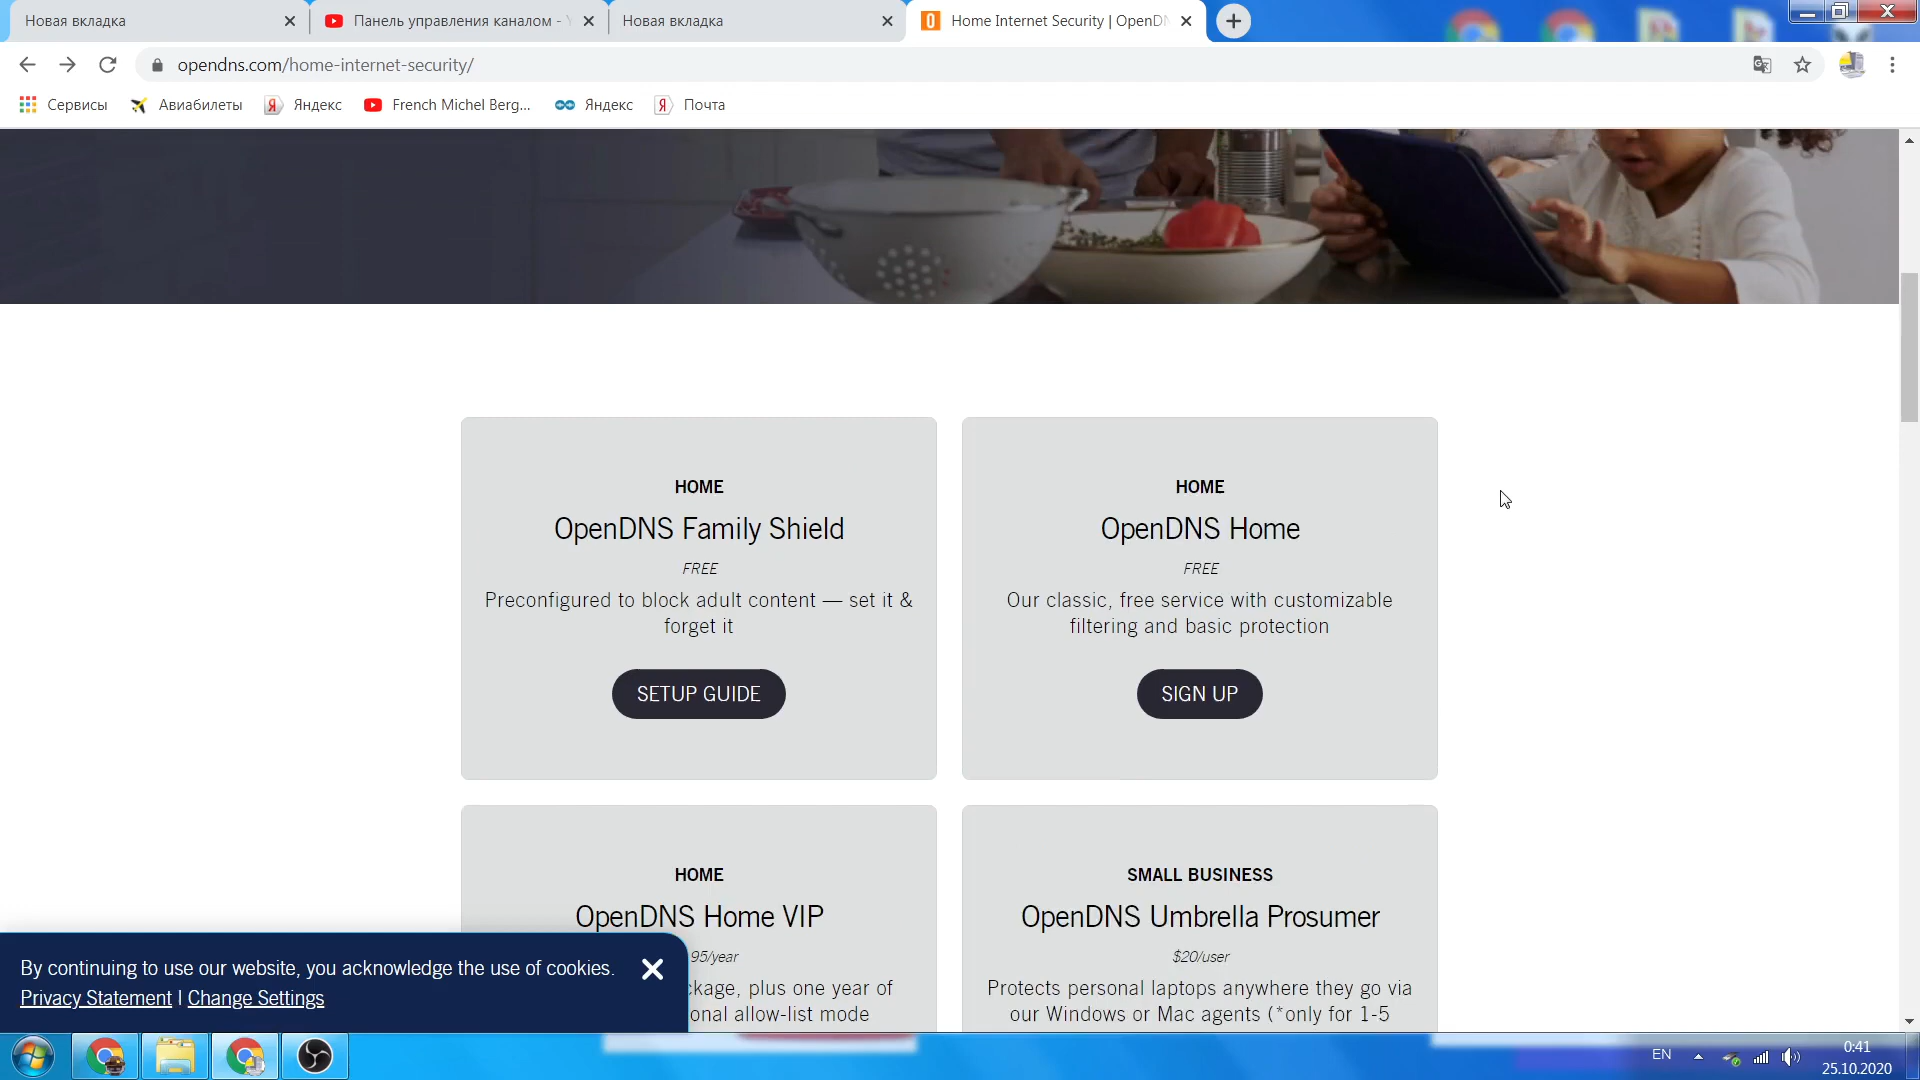 Новая вкладка
Панель управления каналом -
Новая вкладка
Home Internet Security | OpenDN
opendns.com/home-internet-security/
Сервисы
Авиабилеты
Яндекс
French Michel Berg...
Яндекс
Почта
HOME
OpenDNS Family Shield
FREE
Preconfigured to block adult content — set it &
forget it
SETUP GUIDE
HOME
OpenDNS Home
FREE
Our classic, free service with customizable
filtering and basic protection
SIGN UP
HOME
OpenDNS Home VIP
95/year
ckage, plus one year of
onal allow-list mode
SMALL BUSINESS
OpenDNS Umbrella Prosumer
$20/user
Protects personal laptops anywhere they go via
our Windows or Mac agents (*only for 1-5
By continuing to use our website, you acknowledge the use of cookies.
Privacy Statement | Change Settings
EN
0:41
25.10.2020